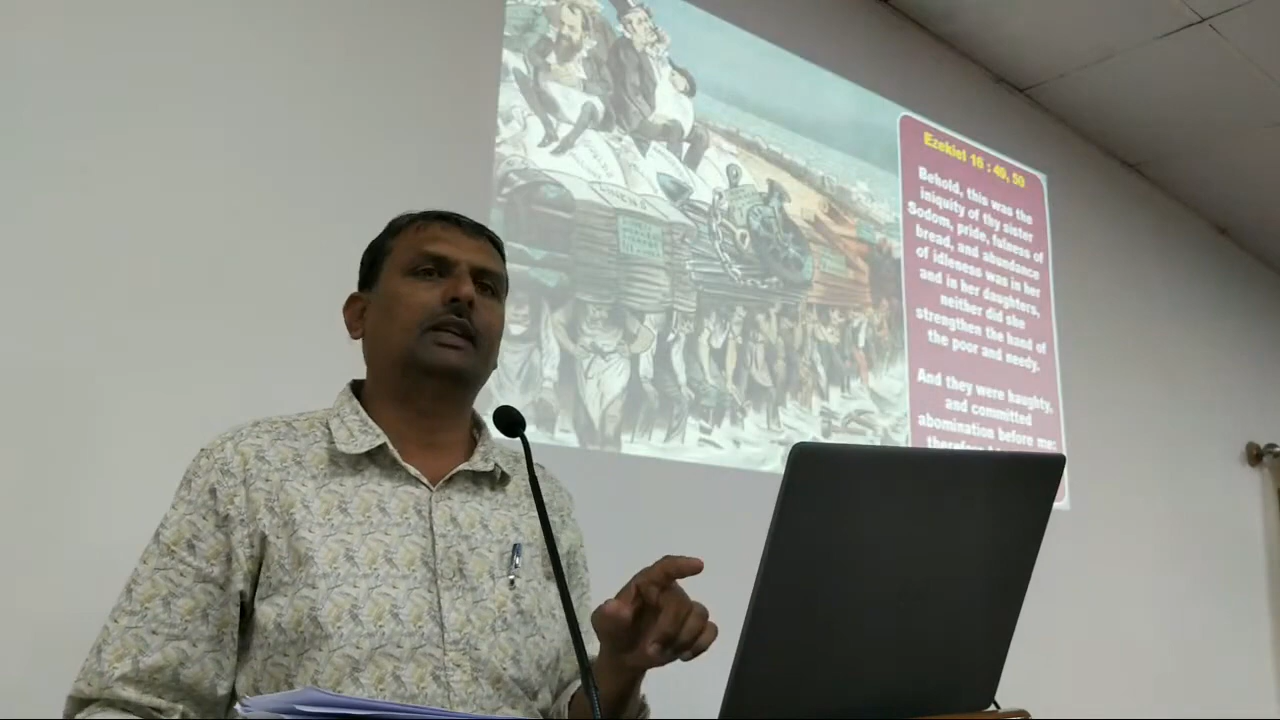 Ezekiel 16 : 49, 50
Behold, this was the
iniquity of thy sister
Sodom, pride, fulness of
bread, and abundance
of idleness was in her
and in her daughters,
neither did she
strengthen the hand of
the poor and needy.
And they were haughty,
and committed
abomination before me:
therefore